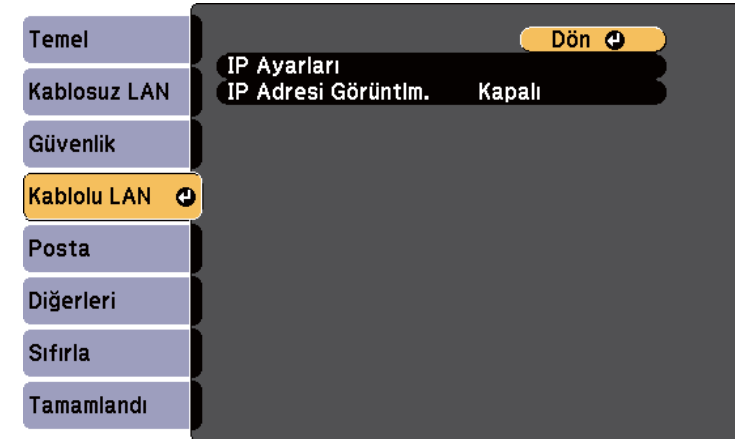 Temel
Kablosuz LAN
Güvenlik
Kablolu LAN
Posta
Diğerleri
Sıfırla
Tamamlandı
Dön
IP Ayarları
IP Adresi Görüntlm. Kapalı